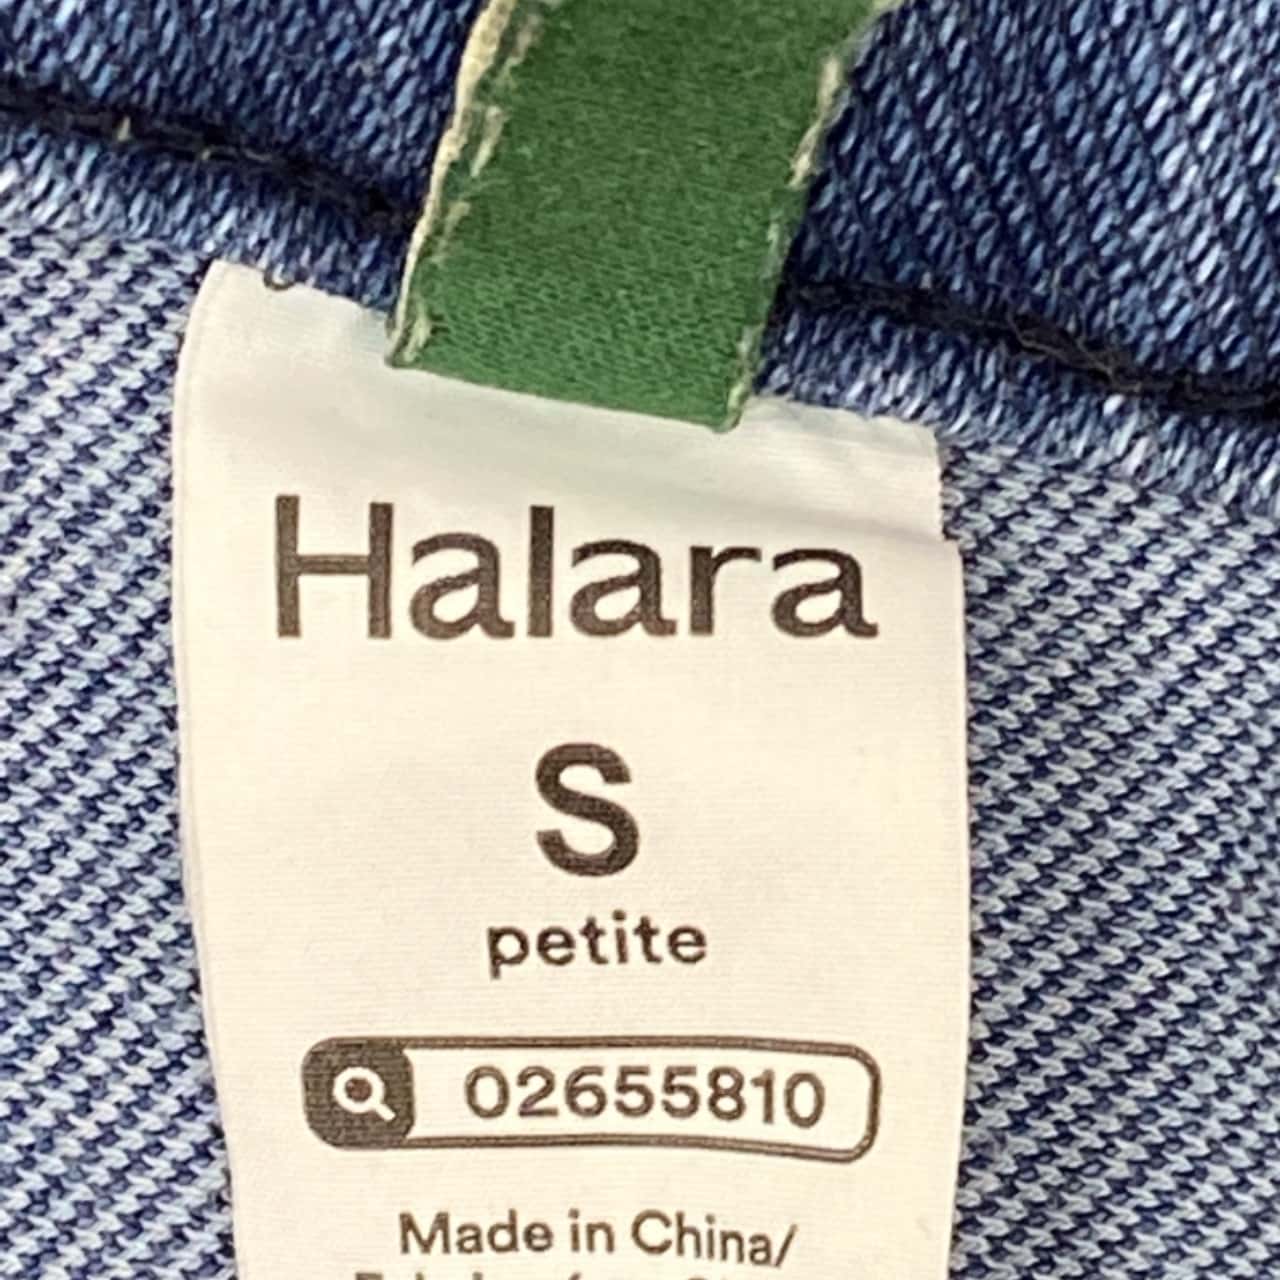 Halara
S
petite
02655810
Made in China/